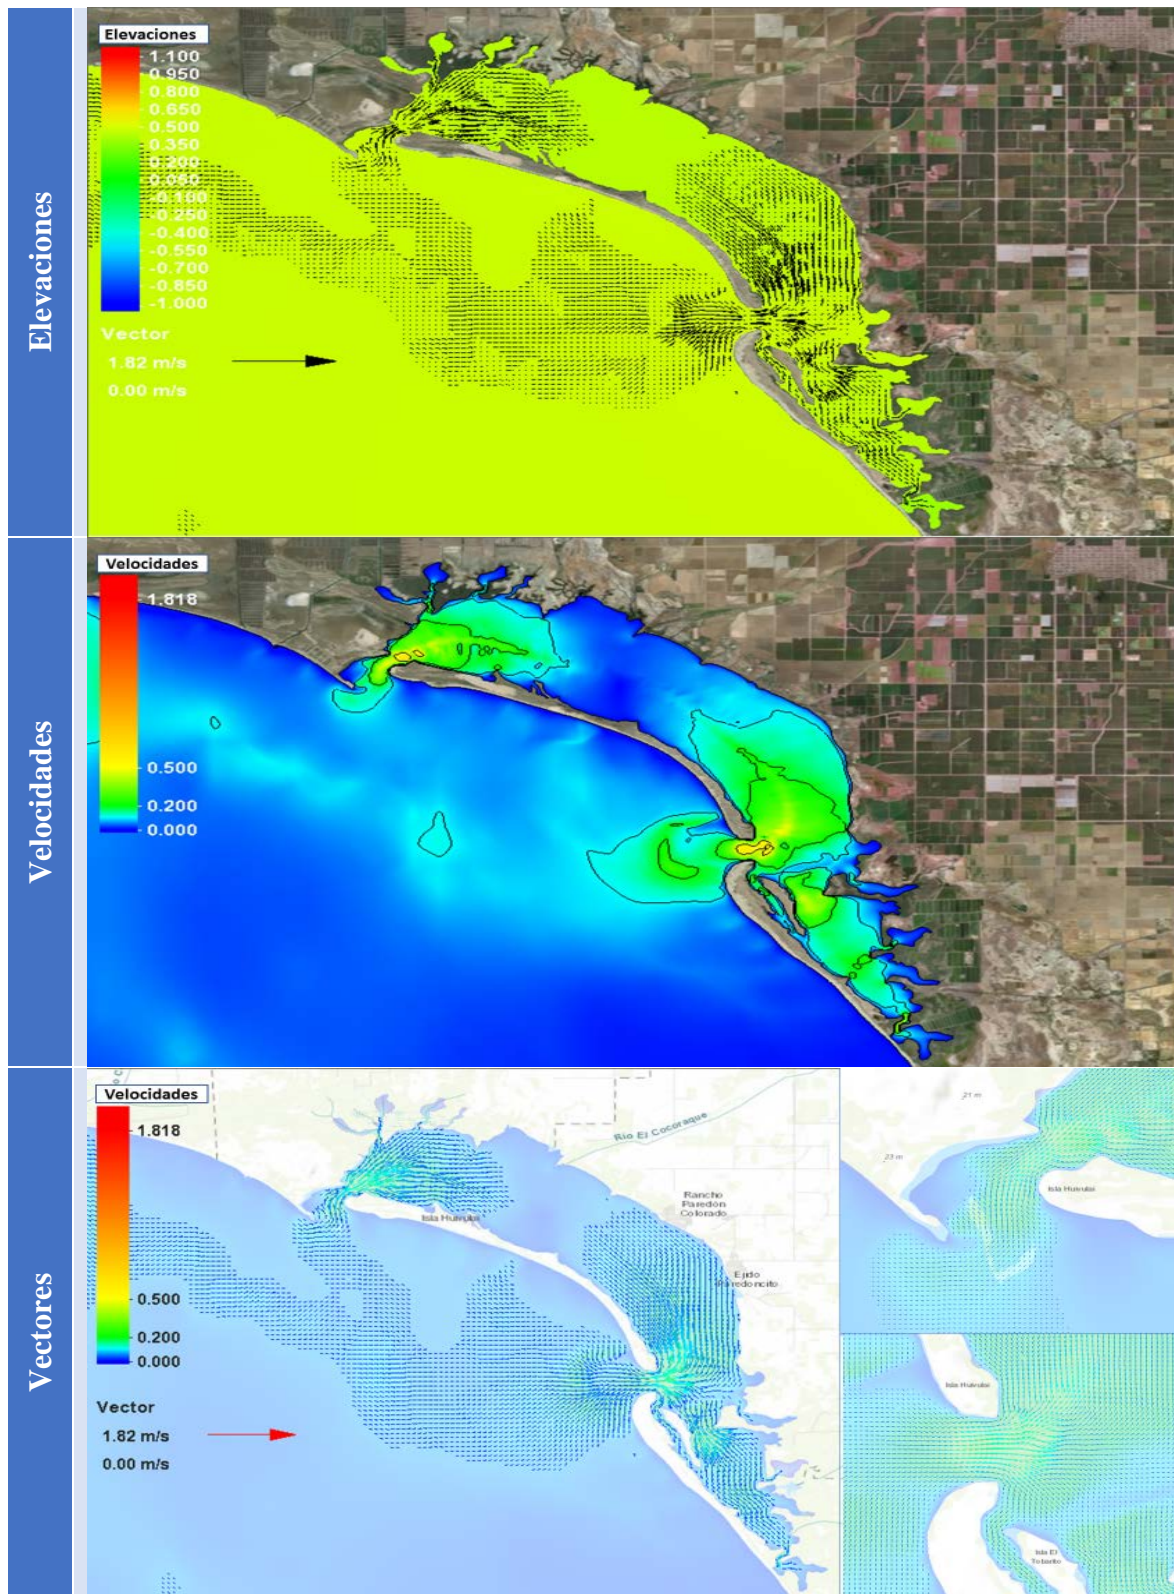 Elevaciones
Elevaciones
1.100
0.950
0.800
0.650
0.500
0.350
0.200
0.050
-0.100
-0.250
-0.400
-0.550
-0.700
-0.850
-1.000
Vector
1.82 m/s
0.00 m/s
Velocidades
Velocidades
1.818
0.500
0.200
0.000
Vectores
Velocidades
1.818
0.500
0.200
0.000
Vector
1.82 m/s
0.00 m/s
Río El Cocoraque
Rancho
Paredón
Colorado
Ejido
Isla Huivulai
21 m
23 m
Isla Huivulai
Isla Huivulai
Isla El
Tobarito